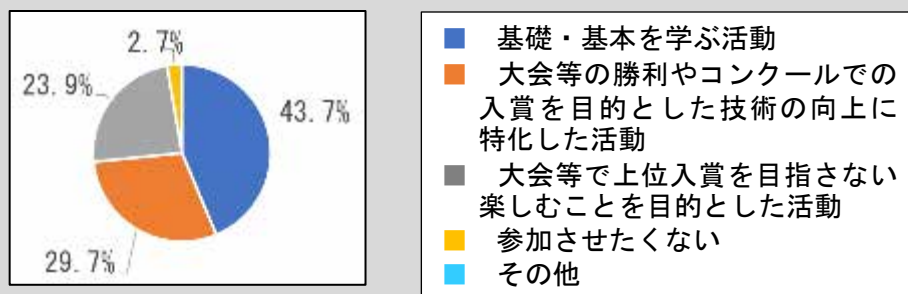 2.7%
23.9%
43.7%
29.7%
基礎・基本を学ぶ活動
大会等の勝利やコンクールでの
入賞を目的とした技術の向上に
特化した活動
大会等で上位入賞を目指さない
楽しむことを目的とした活動
参加させたくない
その他